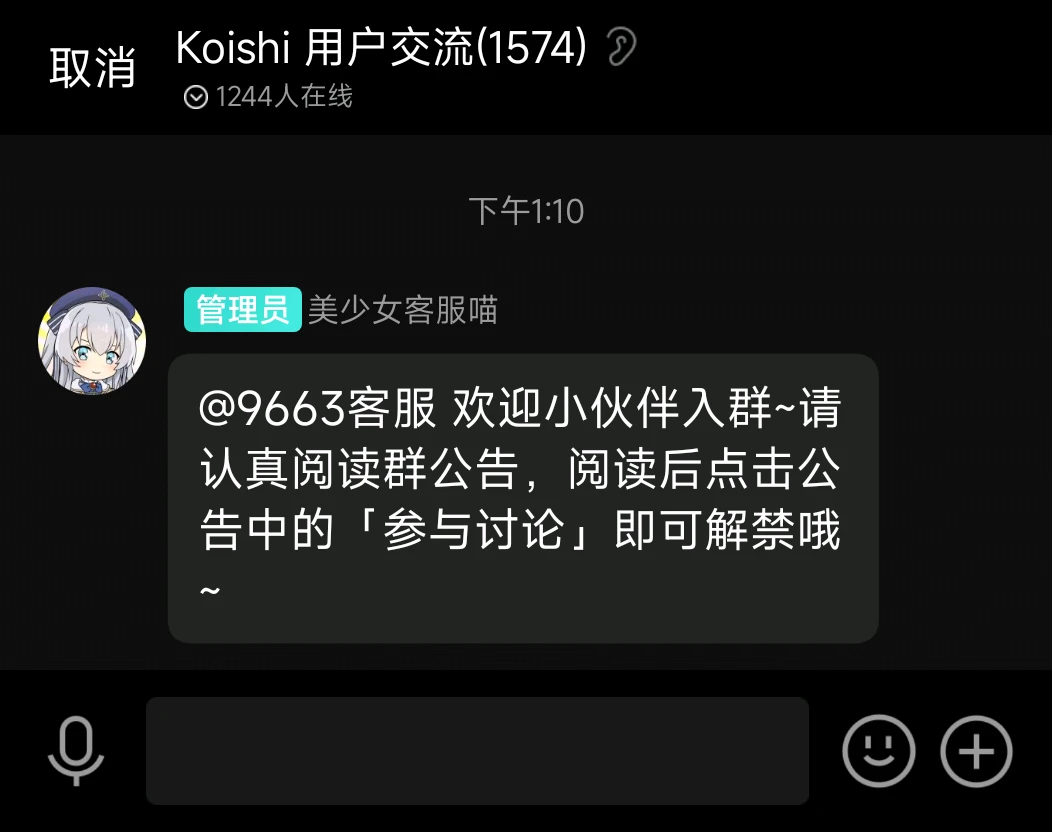 取消
Koishi 用户交流(1574)
1244人在线
下午1:10
管理员 美少女客服喵
@9663客服 欢迎小伙伴入群~请
认真阅读群公告，阅读后点击公
告中的「参与讨论」即可解禁哦
~